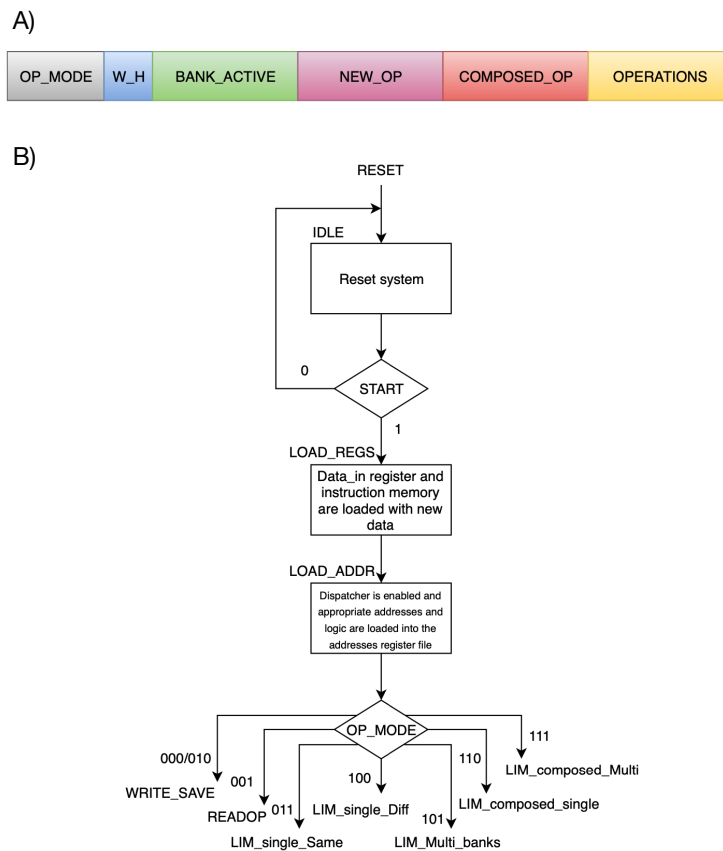 A)
OP_MODE W_H BANK_ACTIVE NEW_OP COMPOSED_OP OPERATIONS
B)
RESET
IDLE
Reset system
0
START
1
LOAD_REGS
Data_in register and
instruction memory
are loaded with new
data
LOAD_ADDR
Dispatcher is enabled and
appropriate addresses and
logic are loaded into the
addresses register file
OP_MODE
000/010
WRITE_SAVE
001
READOP
011
LIM_single_Same
100
LIM_single_Diff
101
LIM_Multi_banks
110
LIM_composed_single
111
LIM_composed_Multi